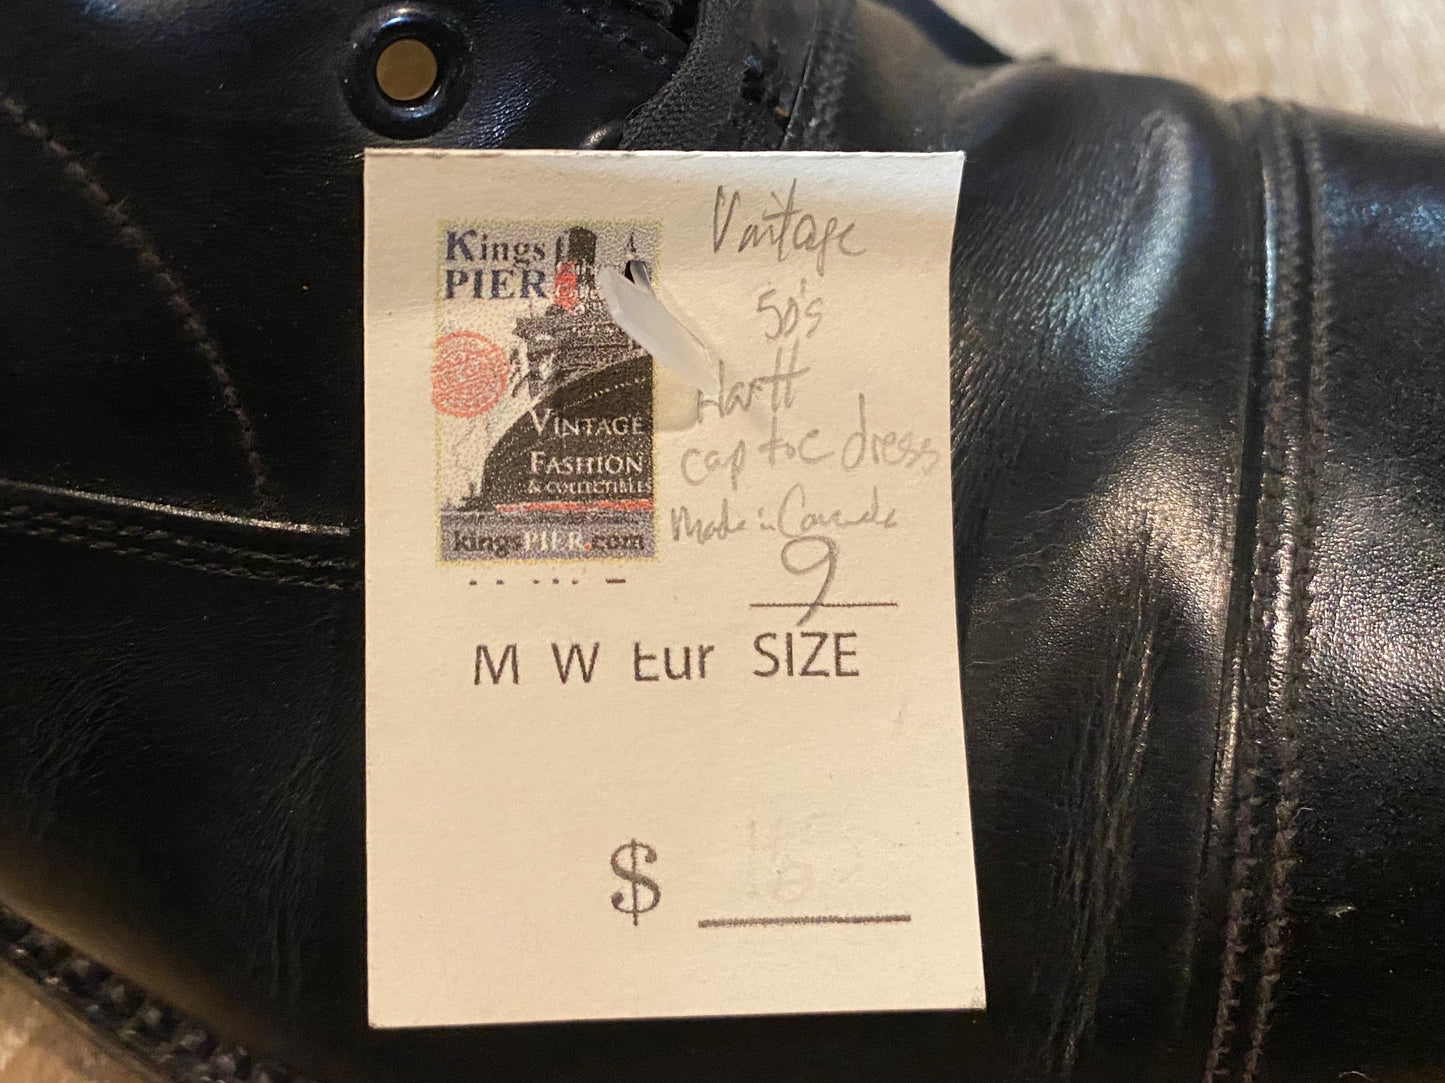 Kings
PIER
VINTAGE
FASHION
& COLLECTIBLES
kingsPIER.com
Vintage
50's
Hartt
cap toe dress
Made in Canada
9
M W Eur SIZE
$